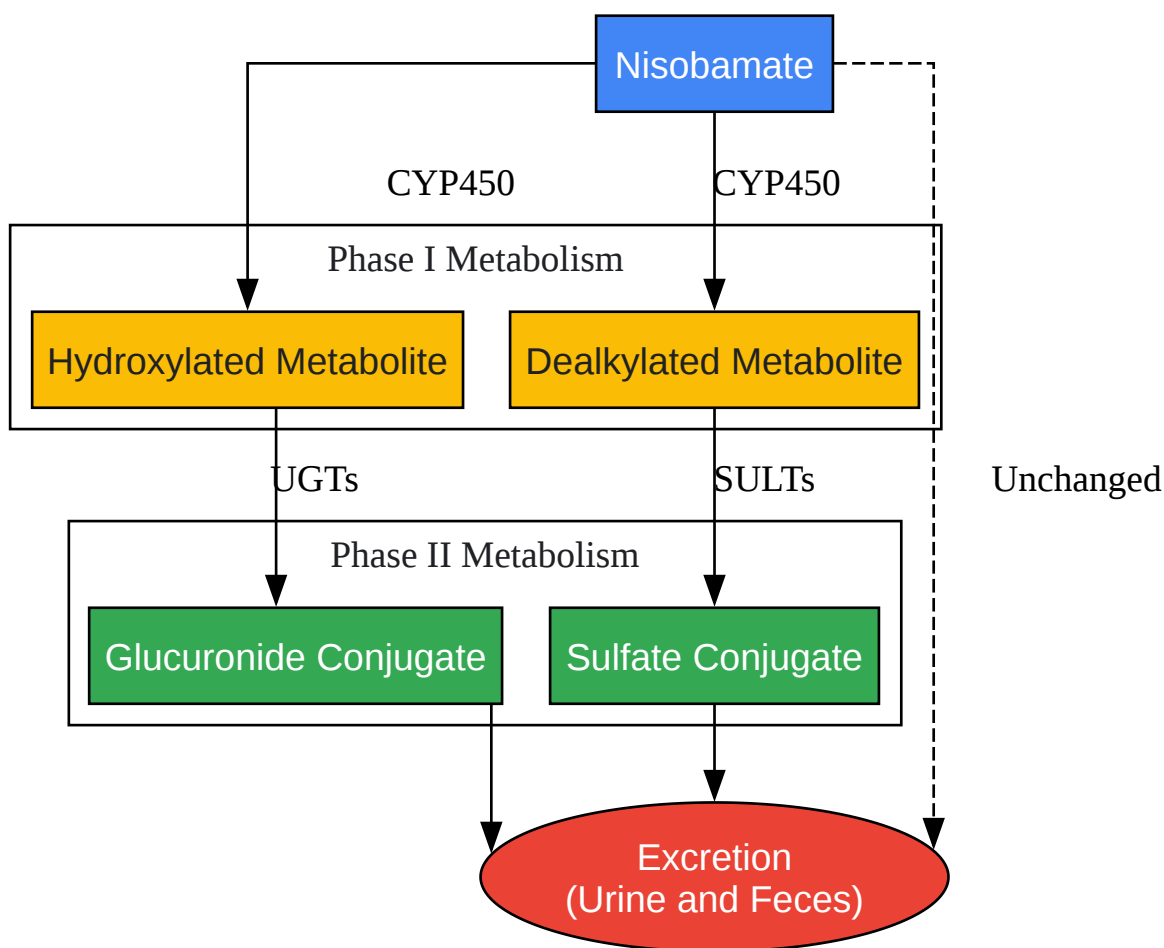 Nisobamate
CYP450
CYP450
Phase I Metabolism
Hydroxylated Metabolite
Dealkylated Metabolite
UGTs
SULTs
Unchanged
Phase II Metabolism
Glucuronide Conjugate
Sulfate Conjugate
Excretion
(Urine and Feces)